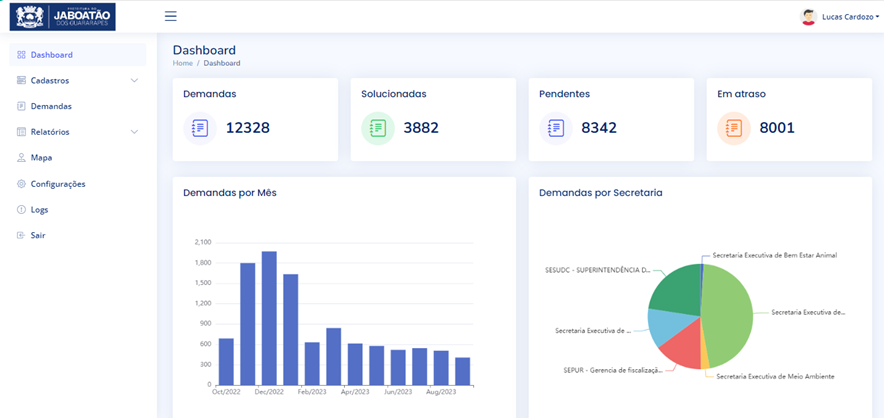 PREFEITURA DO
JABOATÃO
DOS GUARARAPES
Lucas Cardozo
Dashboard
Cadastros
Demandas
Relatórios
Mapa
Configurações
Logs
Sair
Dashboard
Home / Dashboard
Demandas
12328
Solucionadas
3882
Pendentes
8342
Em atraso
8001
Demandas por Mês
2,100
1,800
1,500
1,200
900
600
300
0
Oct/2022 Dec/2022 Feb/2023 Apr/2023 Jun/2023 Aug/2023
Demandas por Secretaria
Secretaria Executiva de Bem Estar Animal
SESUDC - SUPERINTENDÊNCIA D...
Secretaria Executiva de...
Secretaria Executiva de ...
SEPUR - Gerencia de fiscalizaçã...
Secretaria Executiva de Meio Ambiente